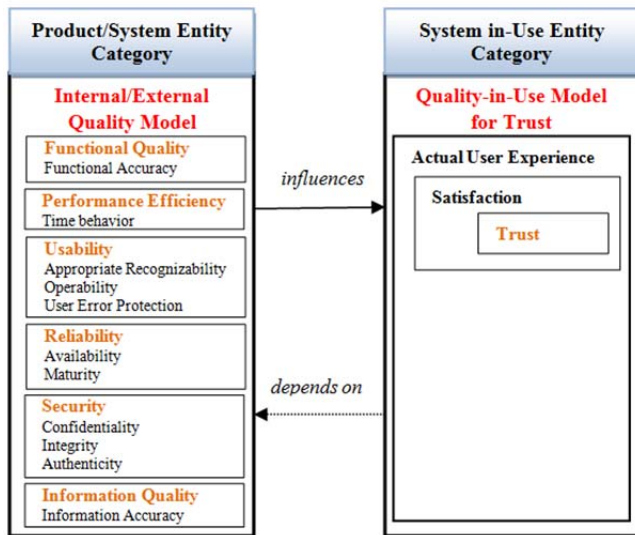 Product/System Entity
Category
Internal/External
Quality Model
Functional Quality
Functional Accuracy
Performance Efficiency
Time behavior
Usability
Appropriate Recognizability
Operability
User Error Protection
Reliability
Availability
Maturity
Security
Confidentiality
Integrity
Authenticity
Information Quality
Information Accuracy
influences
depends on
System in-Use Entity
Category
Quality-in-Use Model
for Trust
Actual User Experience
Satisfaction
Trust